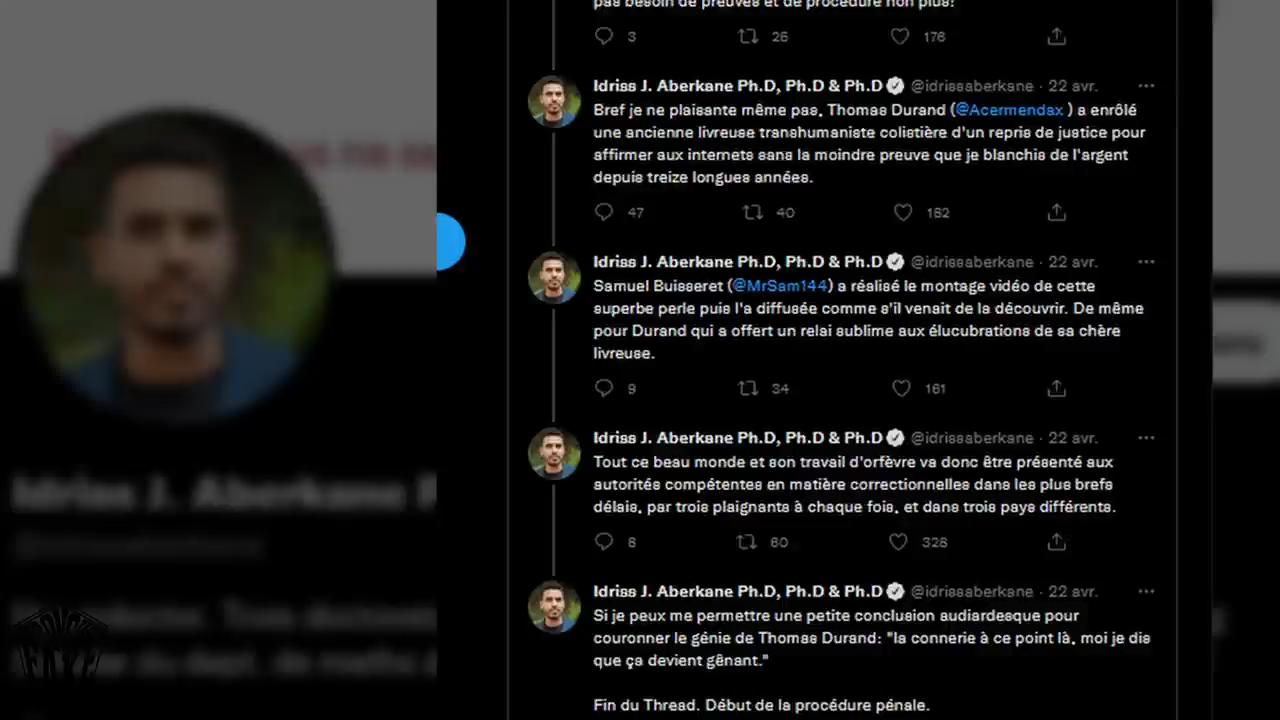 pas besoin de preuves et de procédure non plus!
3 26 176
Idriss J. Aberkane Ph.D, Ph.D & Ph.D @idrissaberkane · 22 avr.
Bref je ne plaisante même pas, Thomas Durand (@Acermendax ) a enrôlé
une ancienne livreuse transhumaniste colistière d'un repris de justice pour
affirmer aux internets sans la moindre preuve que je blanchis de l'argent
depuis treize longues années.
47 40 182
Idriss J. Aberkane Ph.D, Ph.D & Ph.D @idrissaberkane · 22 avr.
Samuel Buisseret (@MrSam144) a réalisé le montage vidéo de cette
superbe perle puis l'a diffusée comme s'il venait de la découvrir. De même
pour Durand qui a offert un relai sublime aux élucubrations de sa chère
livreuse.
9 34 161
Idriss J. Aberkane Ph.D, Ph.D & Ph.D @idrissaberkane · 22 avr.
Tout ce beau monde et son travail d'orfèvre va donc être présenté aux
autorités compétentes en matière correctionnelles dans les plus brefs
délais, par trois plaignants à chaque fois, et dans trois pays différents.
8 60 328
Idriss J. Aberkane Ph.D, Ph.D & Ph.D @idrissaberkane · 22 avr.
Si je peux me permettre une petite conclusion audiardesque pour
couronner le génie de Thomas Durand: "la connerie à ce point là, moi je dis
que ça devient gênant."
Fin du Thread. Début de la procédure pénale.
Idriss J. Aberkane
@idrissaberkane